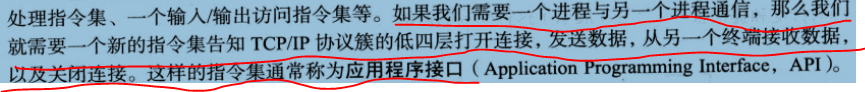 处理指令集、一个输入/输出访问指令集等。如果我们需要一个进程与另一个进程通信，那么我们
就需要一个新的指令集告知 TCP/IP 协议簇的低四层打开连接，发送数据，从另一个终端接收数据，
以及关闭连接。这样的指令集通常称为应用程序接口（Application Programming Interface，API）。